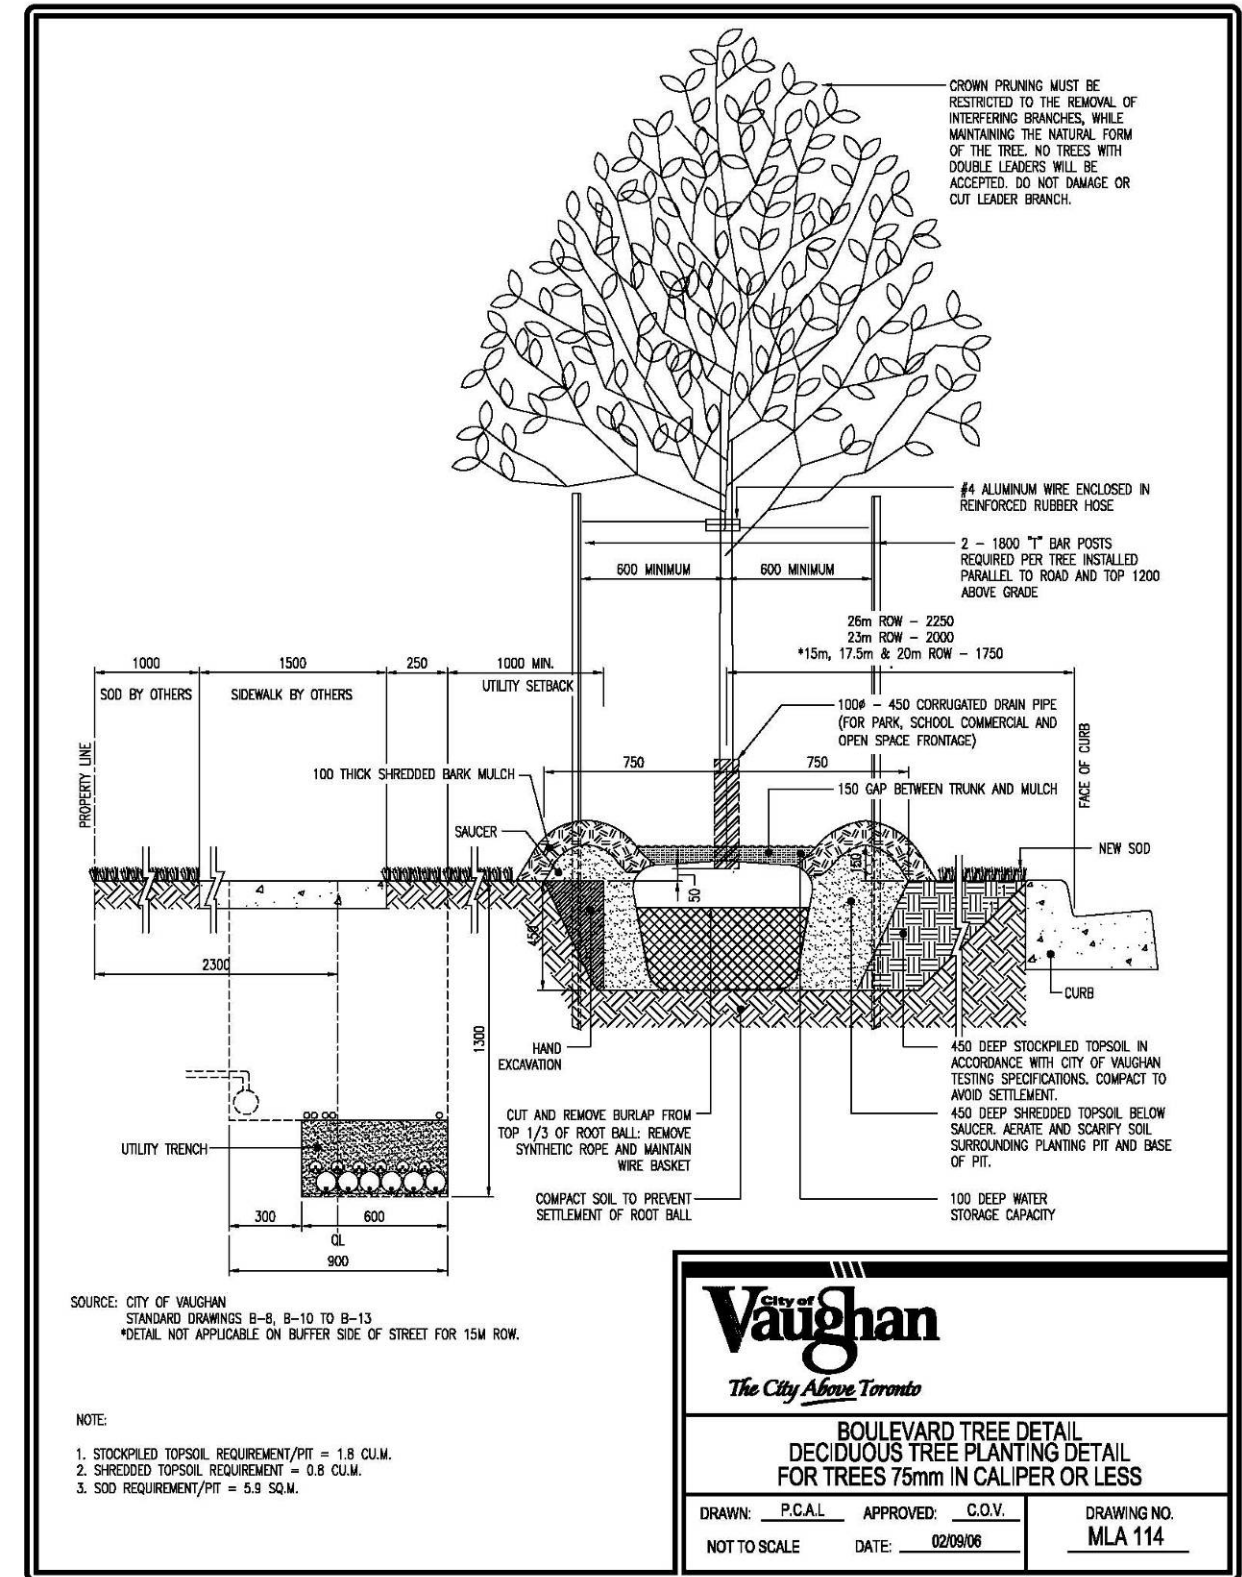 CROWN PRUNING MUST BE
RESTRICTED TO THE REMOVAL OF
INTERFERING BRANCHES, WHILE
MAINTAINING THE NATURAL FORM
OF THE TREE. NO TREES WITH
DOUBLE LEADERS WILL BE
ACCEPTED. DO NOT DAMAGE OR
CUT LEADER BRANCH.
#4 ALUMINUM WIRE ENCLOSED IN
REINFORCED RUBBER HOSE
2 - 1800 "T" BAR POSTS
REQUIRED PER TREE INSTALLED
PARALLEL TO ROAD AND TOP 1200
ABOVE GRADE
600 MINIMUM
600 MINIMUM
26m ROW - 2250
23m ROW - 2000
*15m, 17.5m & 20m ROW - 1750
1000
1500
250
1000 MIN.
SOD BY OTHERS
SIDEWALK BY OTHERS
UTILITY SETBACK
100ø - 450 CORRUGATED DRAIN PIPE
(FOR PARK, SCHOOL COMMERCIAL AND
OPEN SPACE FRONTAGE)
PROPERTY LINE
FACE OF CURB
750
750
100 THICK SHREDDED BARK MULCH
150 GAP BETWEEN TRUNK AND MULCH
SAUCER
NEW SOD
50
450
2300
CURB
1300
HAND
EXCAVATION
450 DEEP STOCKPILED TOPSOIL IN
ACCORDANCE WITH CITY OF VAUGHAN
TESTING SPECIFICATIONS. COMPACT TO
AVOID SETTLEMENT.
450 DEEP SHREDDED TOPSOIL BELOW
SAUCER. AERATE AND SCARIFY SOIL
SURROUNDING PLANTING PIT AND BASE
OF PIT.
CUT AND REMOVE BURLAP FROM
TOP 1/3 OF ROOT BALL: REMOVE
SYNTHETIC ROPE AND MAINTAIN
WIRE BASKET
UTILITY TRENCH
COMPACT SOIL TO PREVENT
SETTLEMENT OF ROOT BALL
100 DEEP WATER
STORAGE CAPACITY
300
600
900
SOURCE: CITY OF VAUGHAN
STANDARD DRAWINGS B-8, B-10 TO B-13
*DETAIL NOT APPLICABLE ON BUFFER SIDE OF STREET FOR 15M ROW.
NOTE:
1. STOCKPILED TOPSOIL REQUIREMENT/PIT = 1.8 CU.M.
2. SHREDDED TOPSOIL REQUIREMENT = 0.8 CU.M.
3. SOD REQUIREMENT/PIT = 5.9 SQ.M.
City of
Vaughan
The City Above Toronto
BOULEVARD TREE DETAIL
DECIDUOUS TREE PLANTING DETAIL
FOR TREES 75mm IN CALIPER OR LESS
DRAWN: P.C.A.L APPROVED: C.O.V.
NOT TO SCALE DATE: 02/09/06
DRAWING NO.
MLA 114